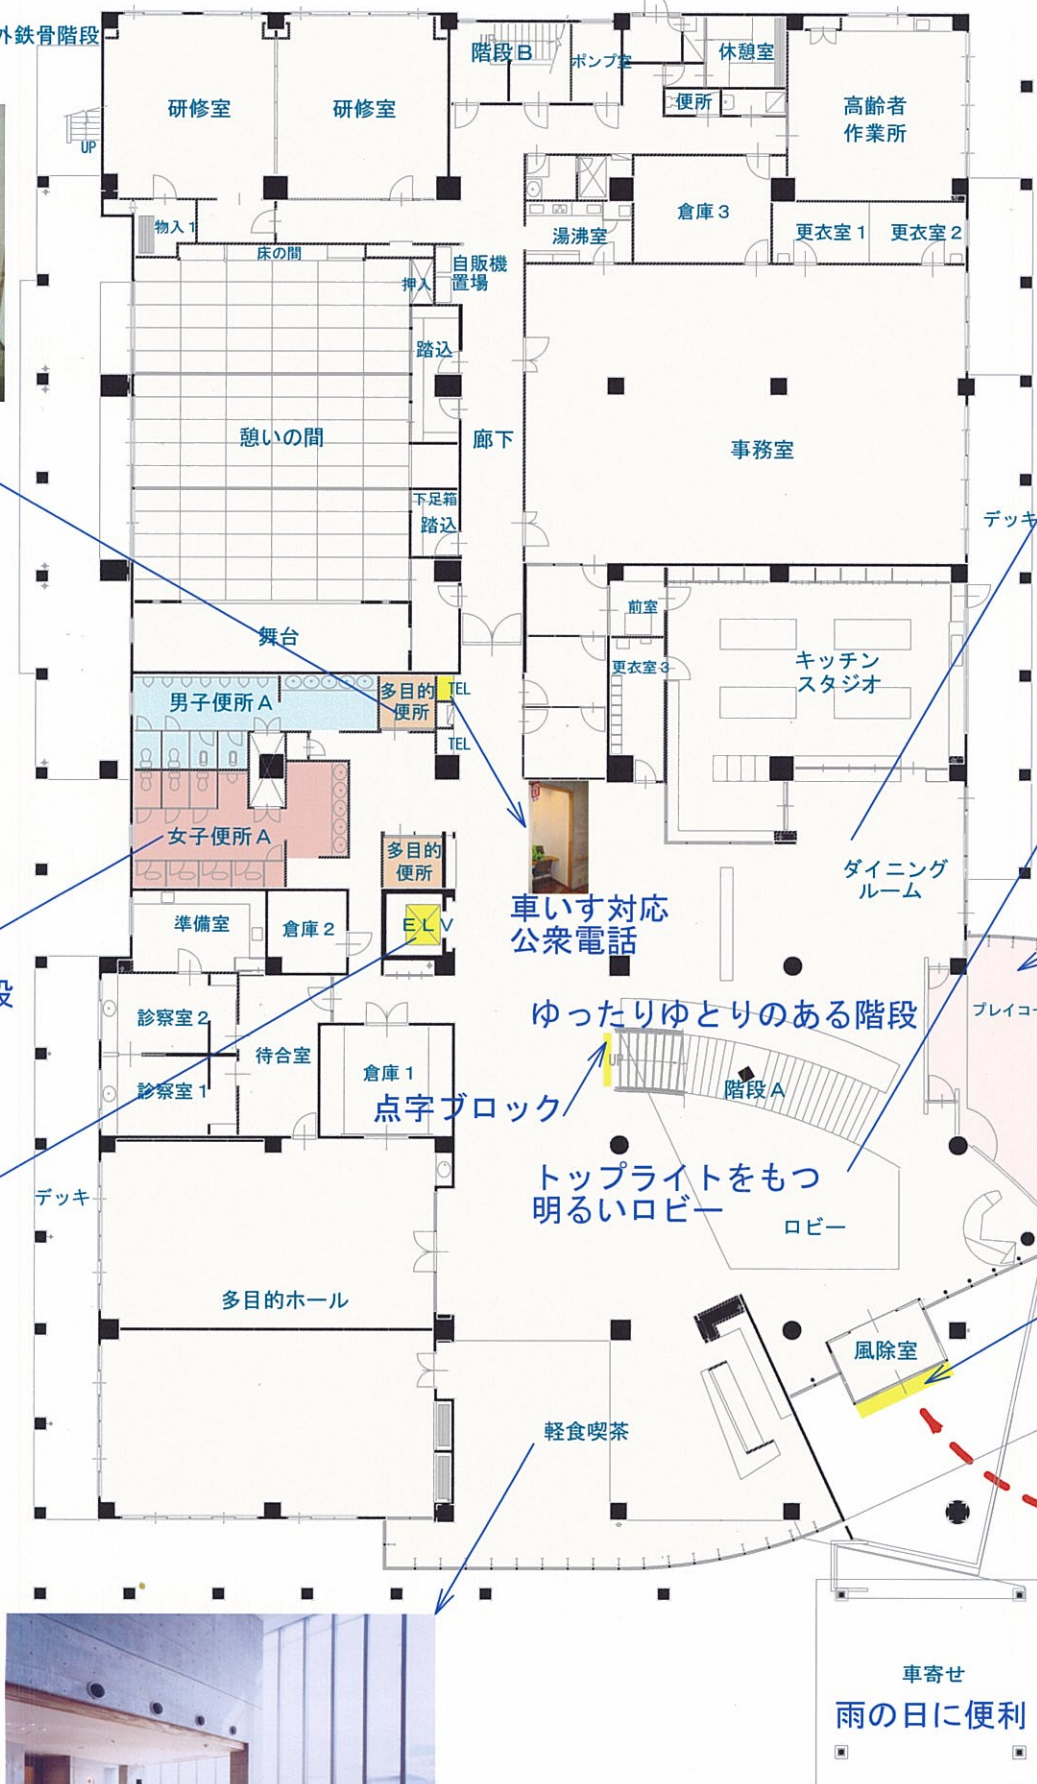 外鉄骨階段
UP
研修室
研修室
階段B
UP
ポンプ室
休憩室
便所
高齢者
作業所
物入1
床の間
押入
自販機
置場
湯沸室
倉庫3
更衣室1
更衣室2
踏込
憩いの間
廊下
事務室
下足箱
踏込
デッキ
舞台
前室
更衣室3
キッチン
スタジオ
男子便所A
多目的
便所
TEL
TEL
女子便所A
多目的
便所
ダイニング
ルーム
車いす対応
公衆電話
準備室
倉庫2
ELV
段
診察室2
待合室
診察室1
倉庫1
ゆったりゆとりのある階段
UP
階段A
点字ブロック
プレイコー
トップライトをもつ
明るいロビー
ロビー
デッキ
多目的ホール
風除室
軽食喫茶
車寄せ
雨の日に便利